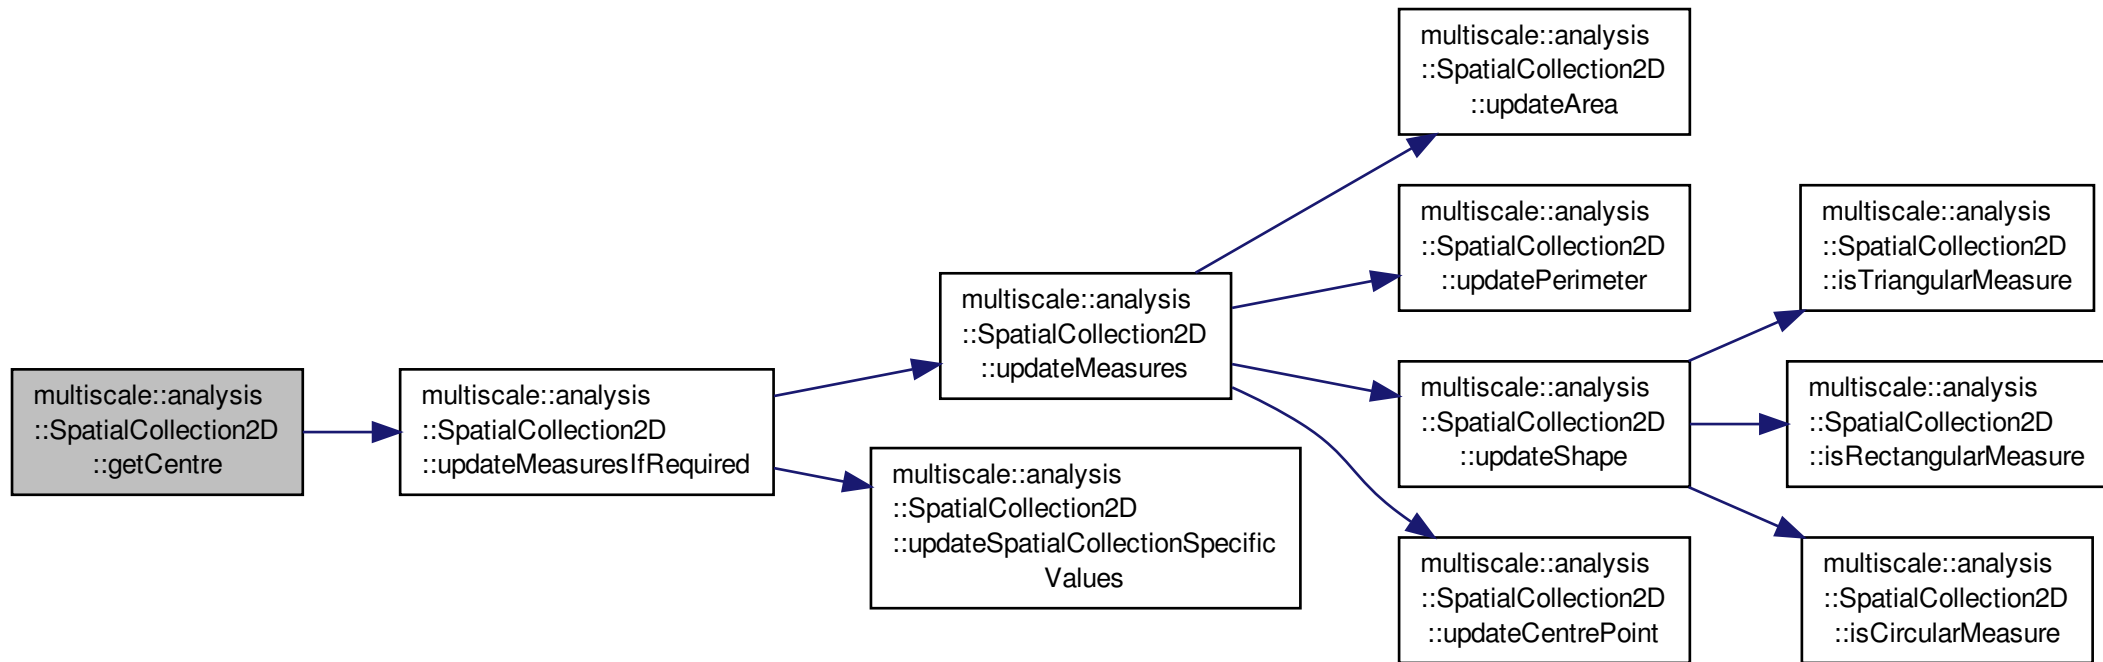 multiscale::analysis
::SpatialCollection2D
::getCentre
multiscale::analysis
::SpatialCollection2D
::updateMeasuresIfRequired
multiscale::analysis
::SpatialCollection2D
::updateMeasures
multiscale::analysis
::SpatialCollection2D
::updateSpatialCollectionSpecific
Values
multiscale::analysis
::SpatialCollection2D
::updateArea
multiscale::analysis
::SpatialCollection2D
::updatePerimeter
multiscale::analysis
::SpatialCollection2D
::updateShape
multiscale::analysis
::SpatialCollection2D
::updateCentrePoint
multiscale::analysis
::SpatialCollection2D
::isTriangularMeasure
multiscale::analysis
::SpatialCollection2D
::isRectangularMeasure
multiscale::analysis
::SpatialCollection2D
::isCircularMeasure